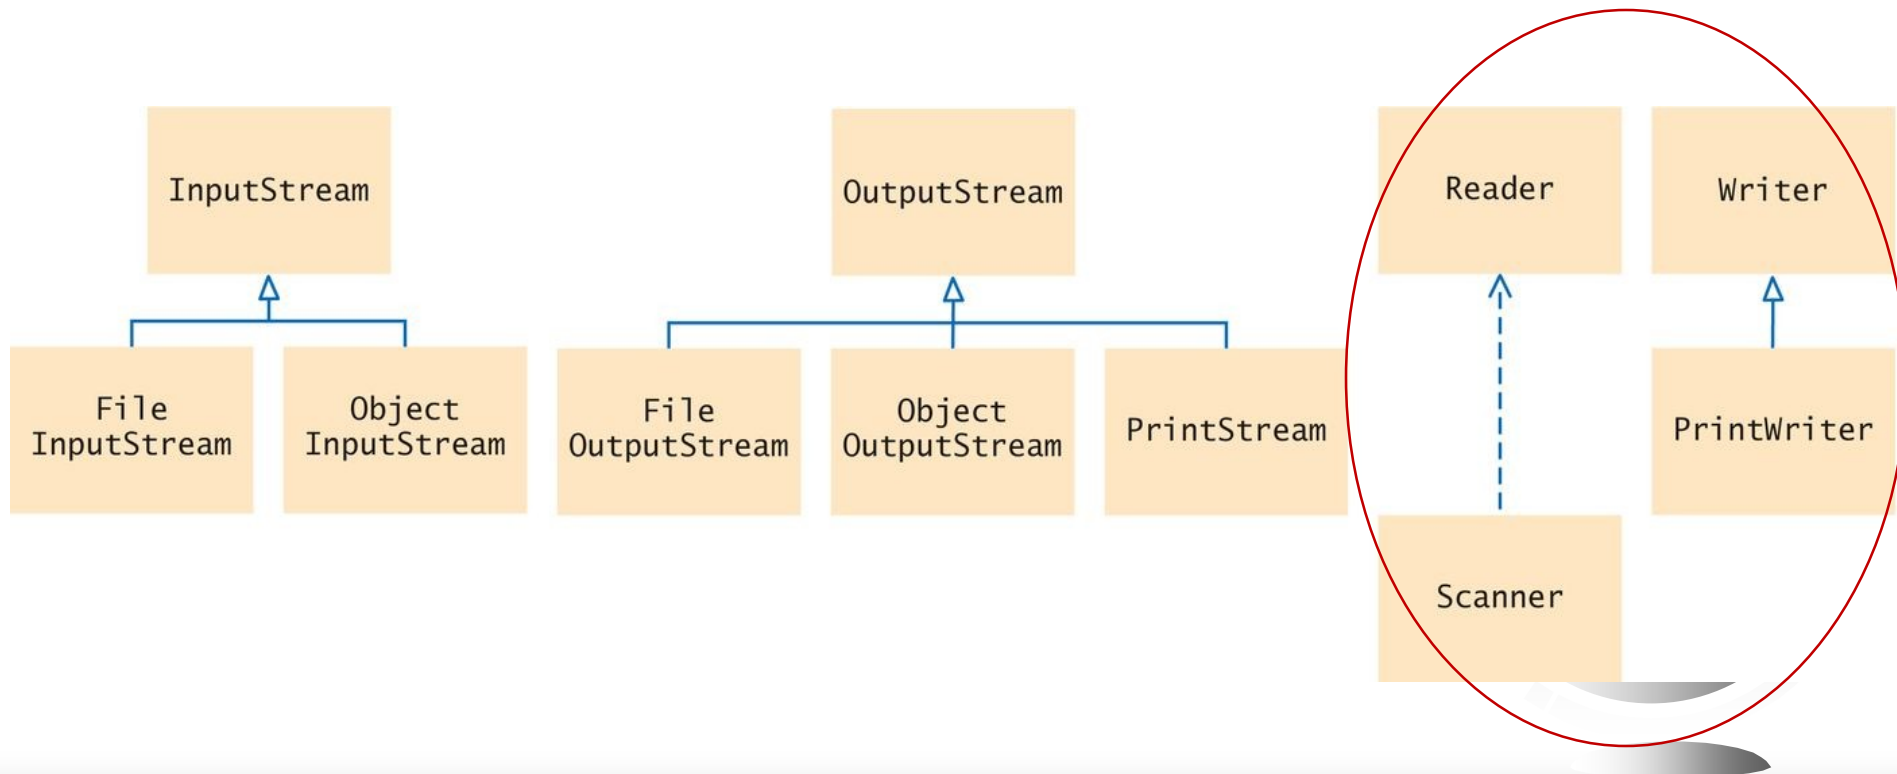 InputStream
OutputStream
Reader
Writer
File
InputStream
Object
InputStream
File
OutputStream
Object
OutputStream
PrintStream
PrintWriter
Scanner